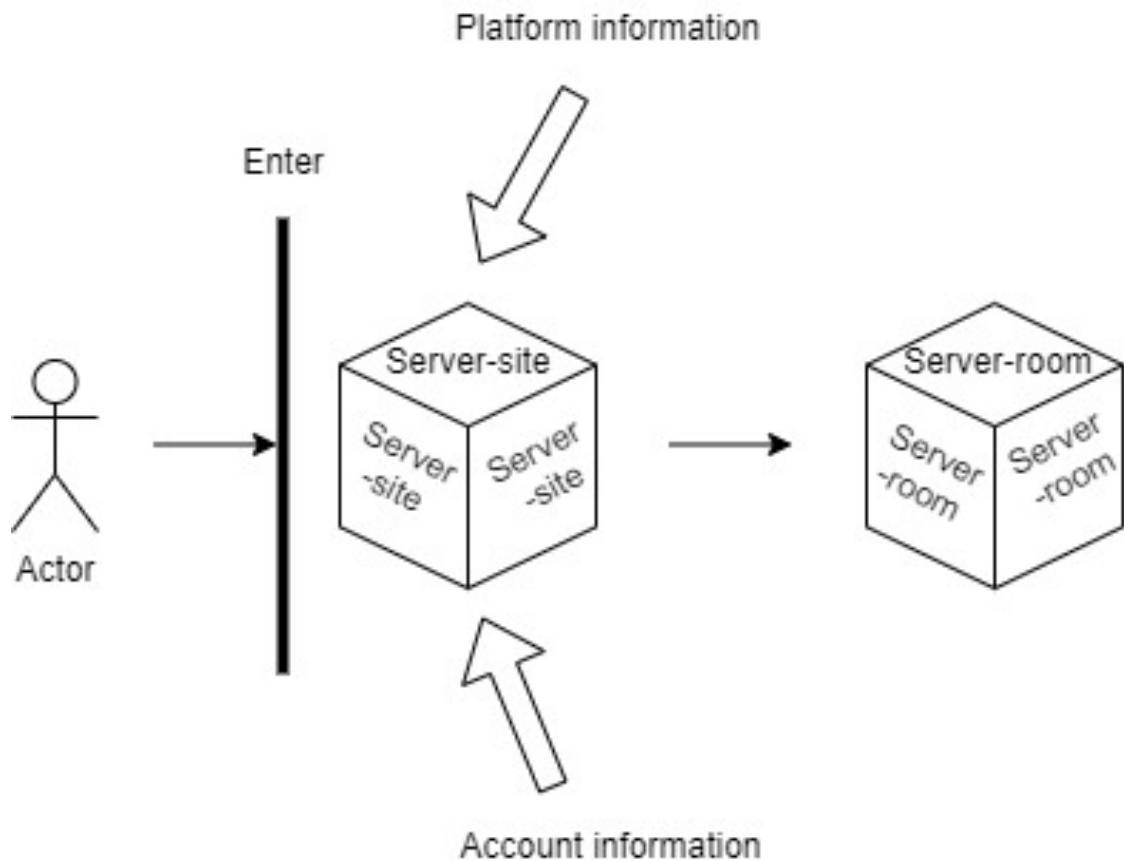 Platform information
Enter
Server-site
Server
-site
Server
-site
Server-room
Server
-room
Server
-room
Actor
Account information